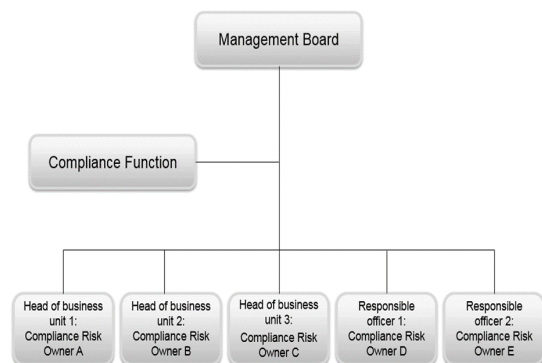 Management Board
Compliance Function
Head of business
unit 1:
Compliance Risk
Owner A
Head of business
unit 2:
Compliance Risk
Owner B
Head of business
unit 3:
Compliance Risk
Owner C
Responsible
officer 1:
Compliance Risk
Owner D
Responsible
officer 2:
Compliance Risk
Owner E